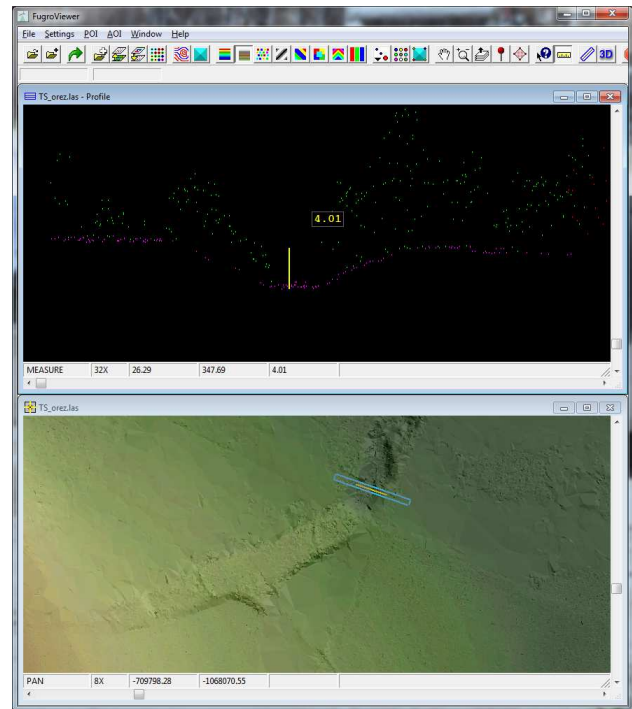 FugroViewer
File Settings POI AOI Window Help
3D
TS_orez.las - Profile
4.01
MEASURE 32X 26.29 347.69 4.01
TS_orez.las
PAN 8X -709798.28 -1068070.55